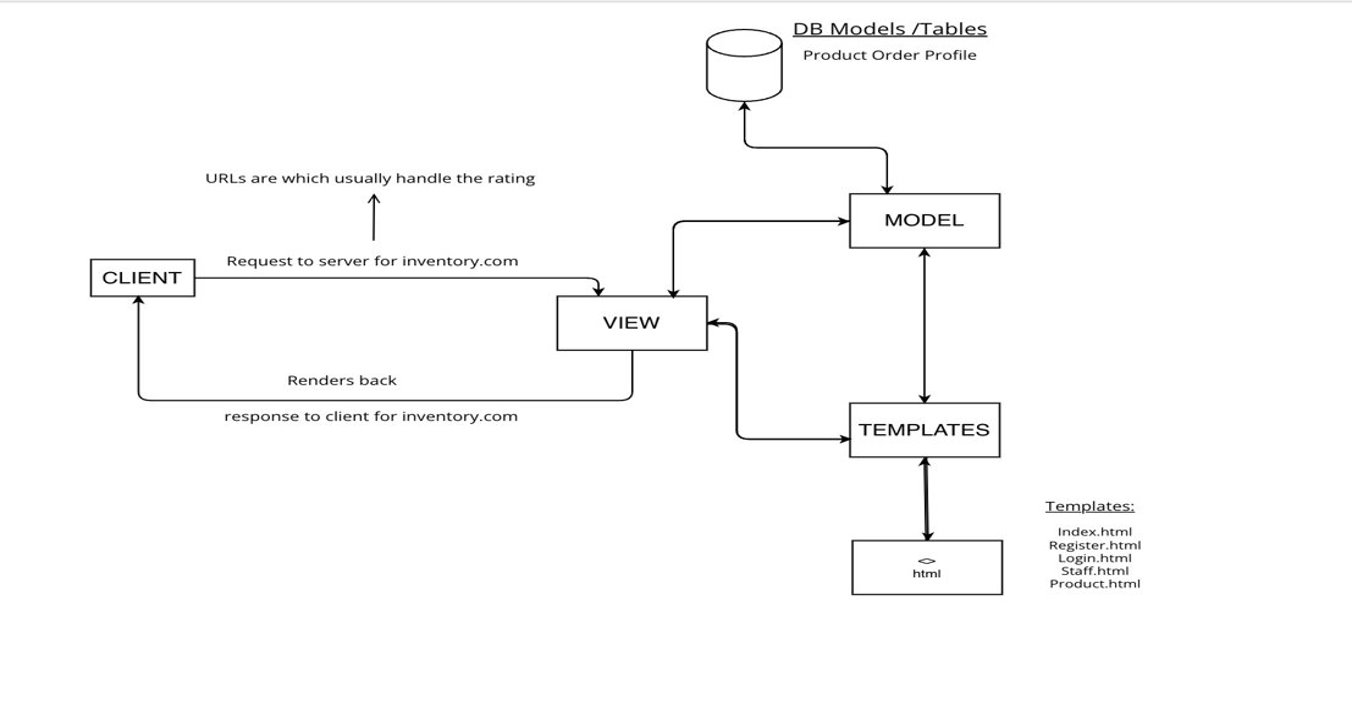 DB Models /Tables
Product Order Profile
URLs are which usually handle the rating
MODEL
Request to server for inventory.com
CLIENT
VIEW
Renders back
response to client for inventory.com
TEMPLATES
Templates:
Index.html
Register.html
Login.html
Staff.html
Product.html
<>
html